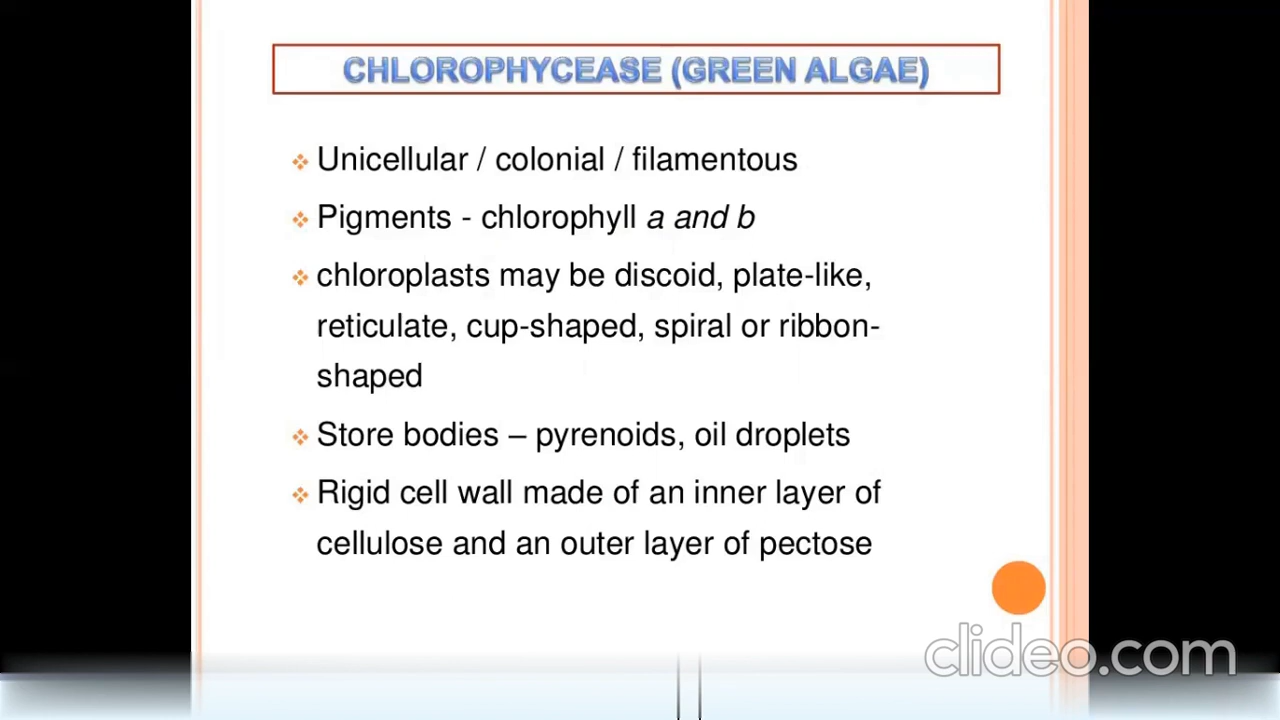 CHLOROPHYCEASE (GREEN ALGAE)
Unicellular / colonial / filamentous
Pigments - chlorophyll a and b
chloroplasts may be discoid, plate-like,
reticulate, cup-shaped, spiral or ribbon-
shaped
Store bodies – pyrenoids, oil droplets
Rigid cell wall made of an inner layer of
cellulose and an outer layer of pectose
clideo.com